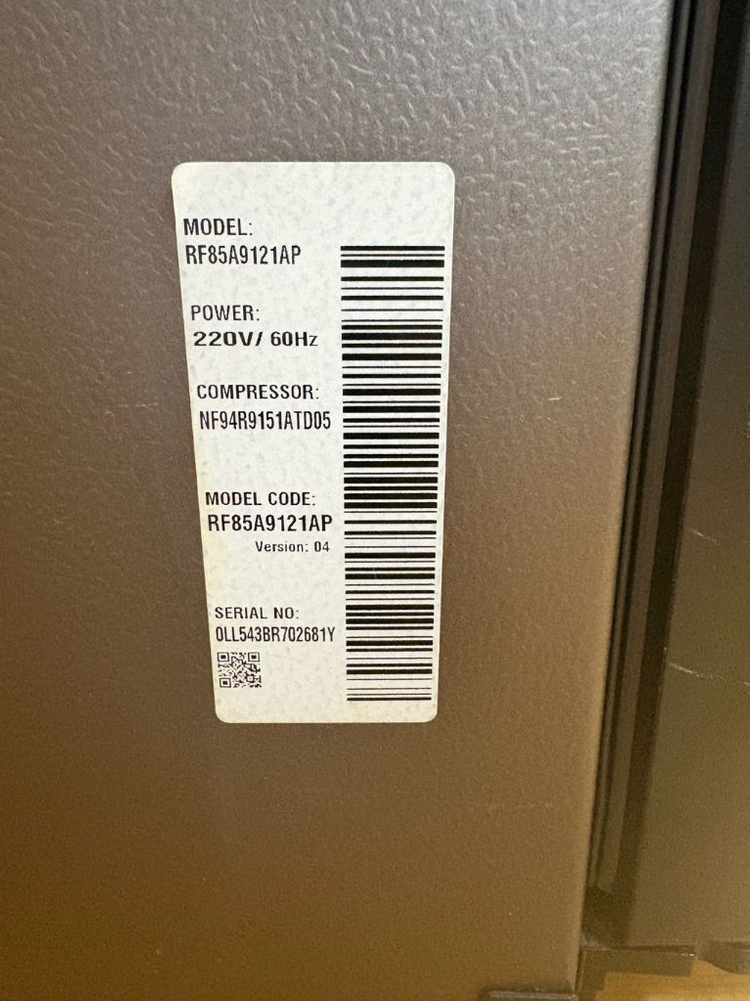 MODEL:
RF85A9121AP
POWER:
220V/ 60Hz
COMPRESSOR:
NF94R9151ATD05
MODEL CODE:
RF85A9121AP
Version: 04
SERIAL NO:
0LL543BR702681Y